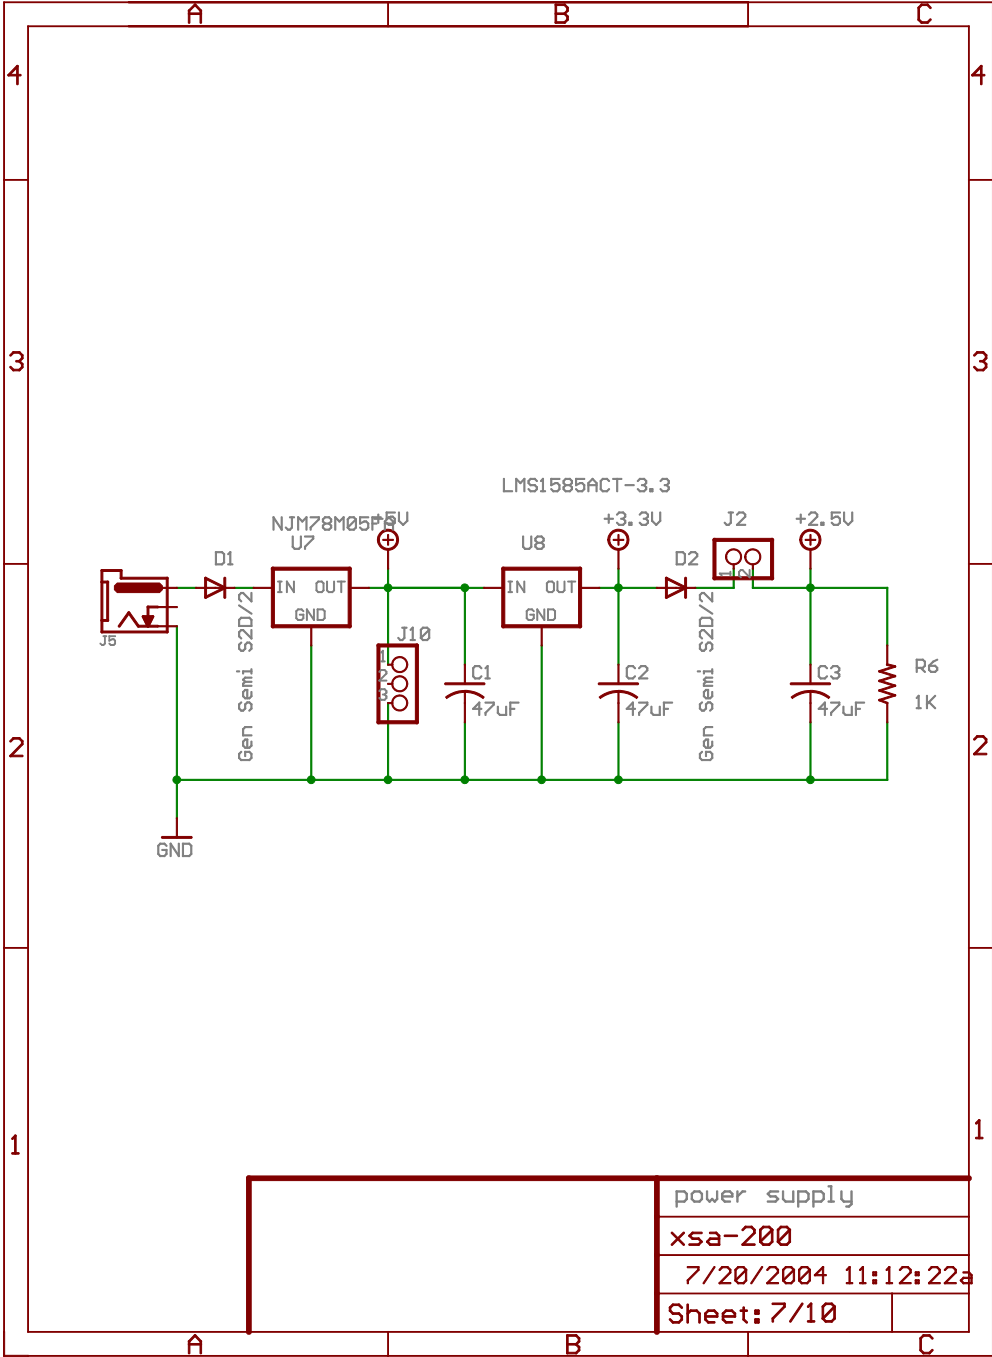 A B C
4 4
3 3
LMS1585ACT-3.3
NJM78M05FA +5V +3.3V J2 +2.5V
U7 U8
D1 D2
1 2
IN OUT IN OUT
GND GND
J5
Gen Semi S2D/2
Gen Semi S2D/2
J10
1
2
3
C1 C2 C3 R6
47uF 47uF 47uF 1K
2 2
GND
1 1
power supply
xsa-200
7/20/2004 11:12:22a
Sheet: 7/10
A B C